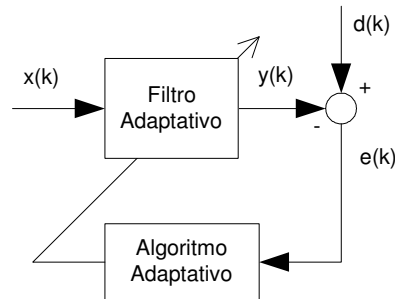 d(k)
x(k)
Filtro
Adaptativo
y(k)
+
-
e(k)
Algoritmo
Adaptativo